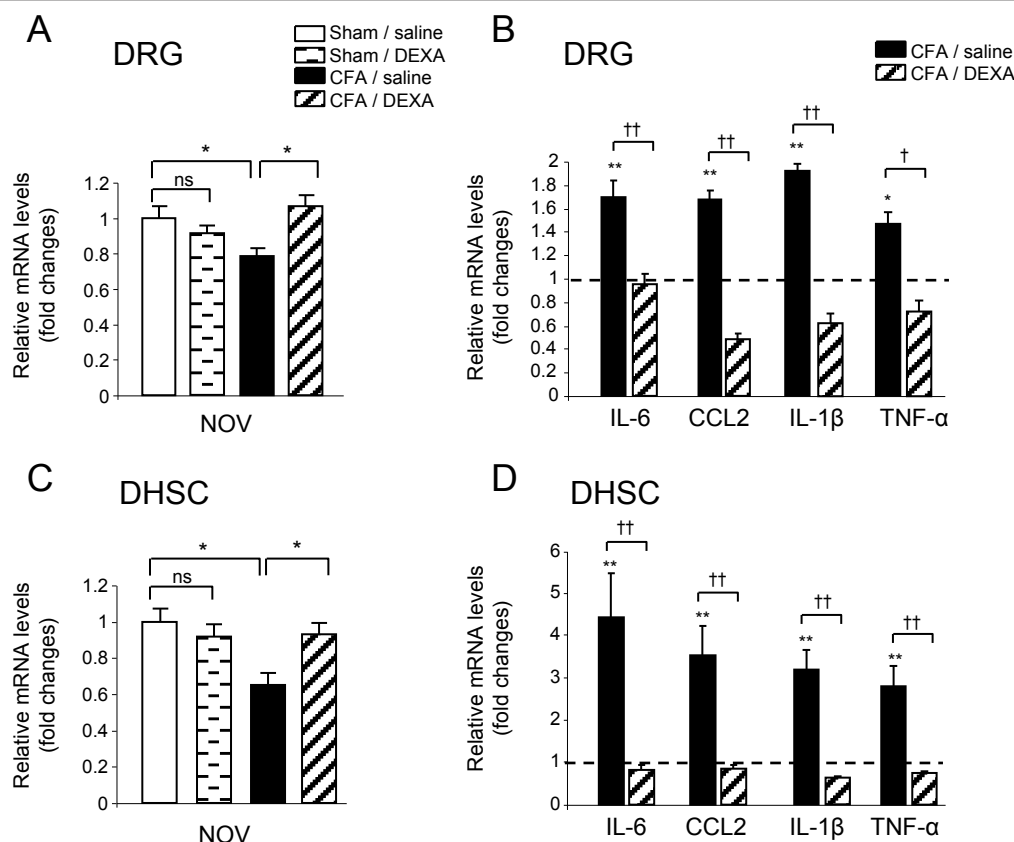 A
DRG
Sham / saline
Sham / DEXA
CFA / saline
CFA / DEXA
* *
ns
Relative mRNA levels
(fold changes)
1.2
1
0.8
0.6
0.4
0.2
0
NOV
B
DRG
CFA / saline
CFA / DEXA
†† †† †† †
** ** ** *
Relative mRNA levels
(fold changes)
2
1.8
1.6
1.4
1.2
1
0.8
0.6
0.4
0.2
0
IL-6 CCL2 IL-1β TNF-α
C
DHSC
* *
ns
Relative mRNA levels
(fold changes)
1.2
1
0.8
0.6
0.4
0.2
0
NOV
D
DHSC
†† †† †† ††
** ** ** **
Relative mRNA levels
(fold changes)
6
5
4
3
2
1
0
IL-6 CCL2 IL-1β TNF-α